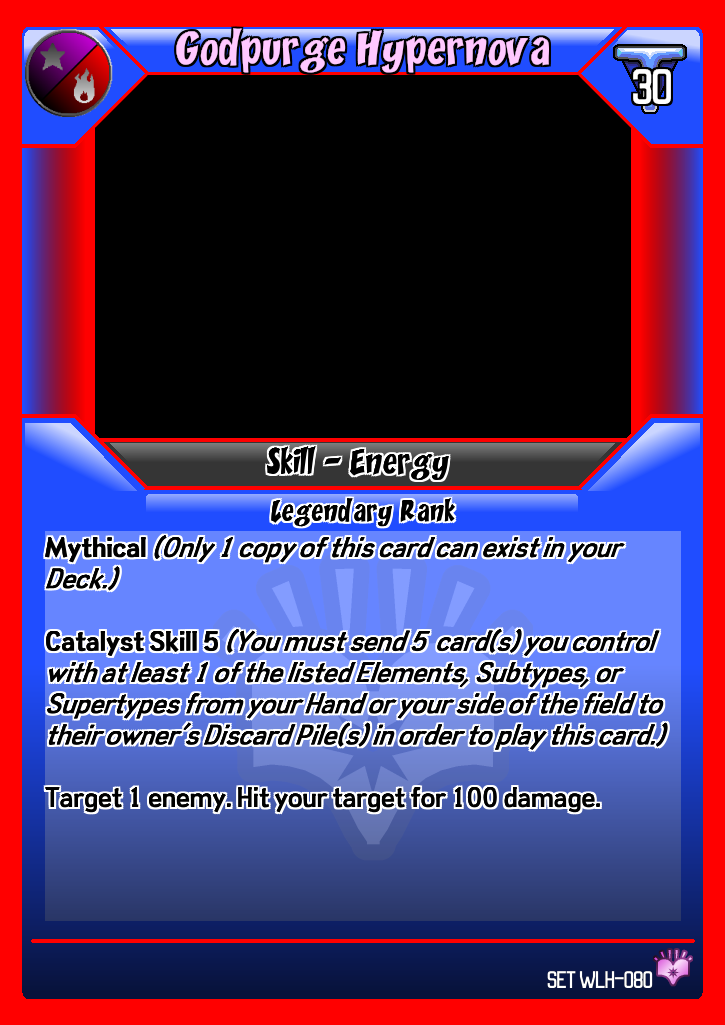 Godpurge Hypernova
30
Skill - Energy
Legendary Rank
Mythical (Only 1 copy of this card can exist in your
Deck.)
Catalyst Skill 5 (You must send 5 card(s) you control
with at least 1 of the listed Elements, Subtypes, or
Supertypes from your Hand or your side of the field to
their owner's Discard Pile(s) in order to play this card.)
Target 1 enemy. Hit your target for 100 damage.
SET WLH-080